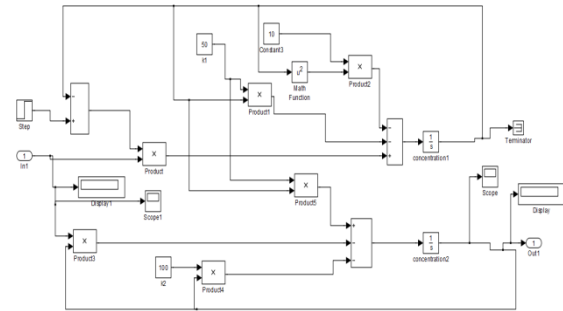 50
k1
10
Constant3
u²
Math
Function
×
Product2
×
Product1
Step
−
+
1
In1
×
Product
−
−
+
1
s
concentration1
Terminator
Display1
Scope1
×
Product5
×
Product3
100
k2
×
Product4
+
−
−
1
s
concentration2
Scope
Display
1
Out1